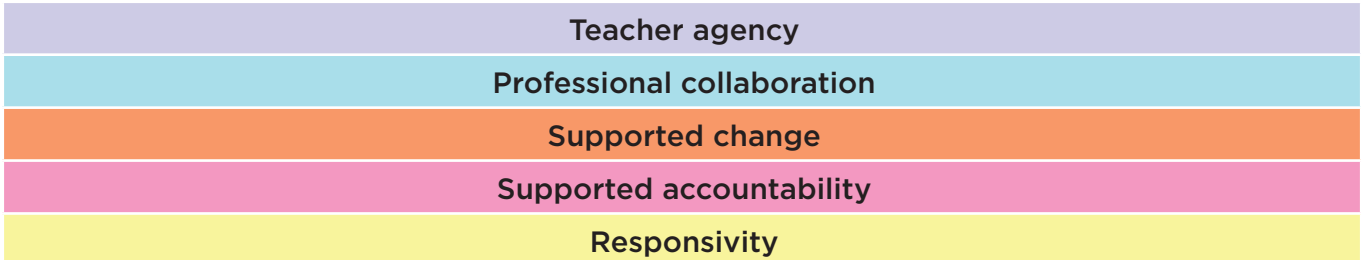 Teacher agency
Professional collaboration
Supported change
Supported accountability
Responsivity